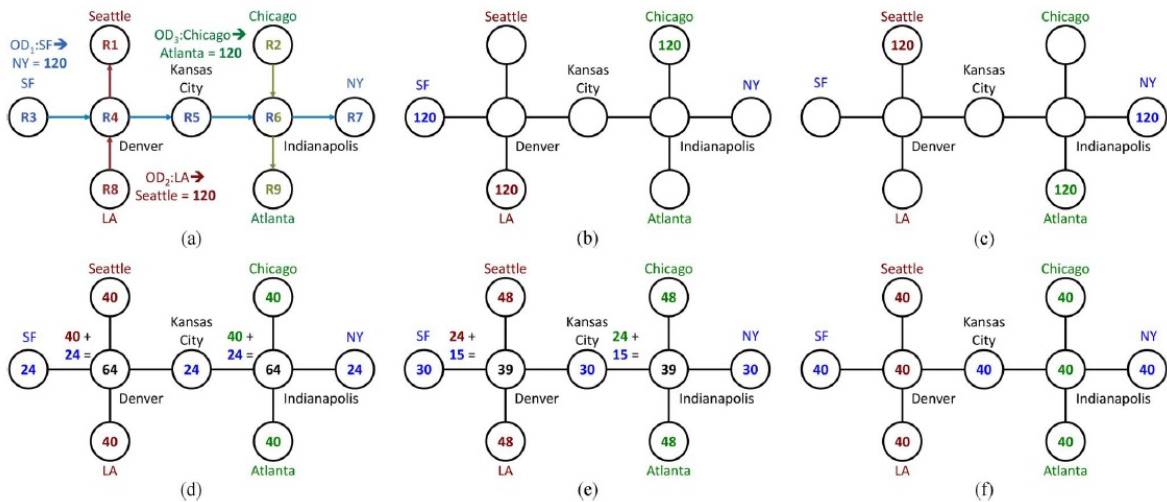 Seattle
Chicago
OD₁:SF➔
NY = 120
R1
OD₃:Chicago➔
Atlanta = 120
R2
Kansas
City
SF
NY
R3
R4
R5
R6
R7
Denver
Indianapolis
R8
OD₂:LA➔
Seattle = 120
R9
LA
Atlanta
(a)
Seattle
Chicago
120
Kansas
City
SF
NY
120
Denver
Indianapolis
120
LA
Atlanta
(b)
Seattle
Chicago
120
Kansas
City
SF
NY
120
Denver
Indianapolis
120
LA
Atlanta
(c)
Seattle
Chicago
40
40
SF
40 +
24 =
Kansas
City
40 +
24 =
NY
24
64
24
64
24
Denver
Indianapolis
40
40
LA
Atlanta
(d)
Seattle
Chicago
48
48
SF
24 +
15 =
Kansas
City
24 +
15 =
NY
30
39
30
39
30
Denver
Indianapolis
48
48
LA
Atlanta
(e)
Seattle
Chicago
40
40
Kansas
City
SF
NY
40
40
40
40
40
Denver
Indianapolis
40
40
LA
Atlanta
(f)